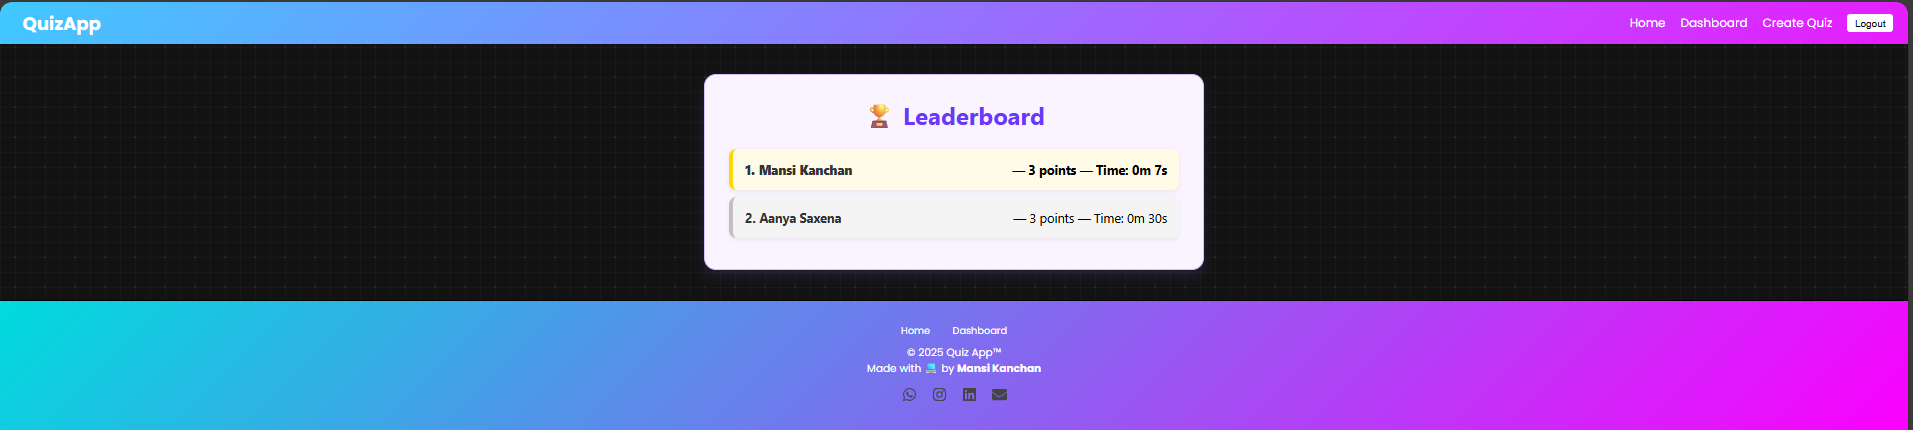 QuizApp Home Dashboard Create Quiz Logout
🏆 Leaderboard
1. Mansi Kanchan — 3 points — Time: 0m 7s
2. Aanya Saxena — 3 points — Time: 0m 30s
Home Dashboard
© 2025 Quiz App™
Made with 💻 by Mansi Kanchan